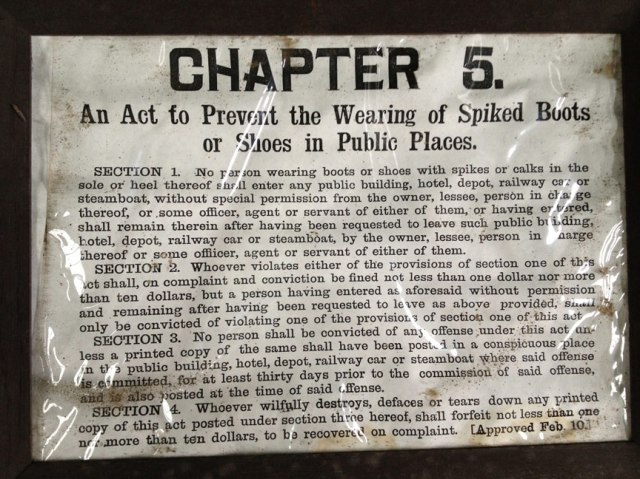 CHAPTER 5.
An Act to Prevent the Wearing of Spiked Boots
or Shoes in Public Places.
SECTION 1. No person wearing boots or shoes with spikes or calks in the
sole or heel thereof shall enter any public building, hotel, depot, railway car or
steamboat, without special permission from the owner, lessee, person in charge
thereof, or some officer, agent or servant of either of them, or having entered,
shall remain therein after having been requested to leave such public building,
hotel, depot, railway car or steamboat, by the owner, lessee, person in charge
thereof or some officer, agent or servant of either of them.
SECTION 2. Whoever violates either of the provisions of section one of this
act shall, on complaint and conviction be fined not less than one dollar nor more
than ten dollars, but a person having entered as aforesaid without permission
and remaining after having been requested to leave as above provided, shall
only be convicted of violating one of the provisions of section one of this act
SECTION 3. No person shall be convicted of any offense under this act un-
less a printed copy of the same shall have been posted in a conspicuous place
in the public building, hotel, depot, railway car or steamboat where said offense
is committed, for at least thirty days prior to the commission of said offense,
and is also posted at the time of said offense.
SECTION 4. Whoever wilfully destroys, defaces or tears down any printed
copy of this act posted under section three hereof, shall forfeit not less than one
nor more than ten dollars, to be recovered on complaint. [Approved Feb. 10.]